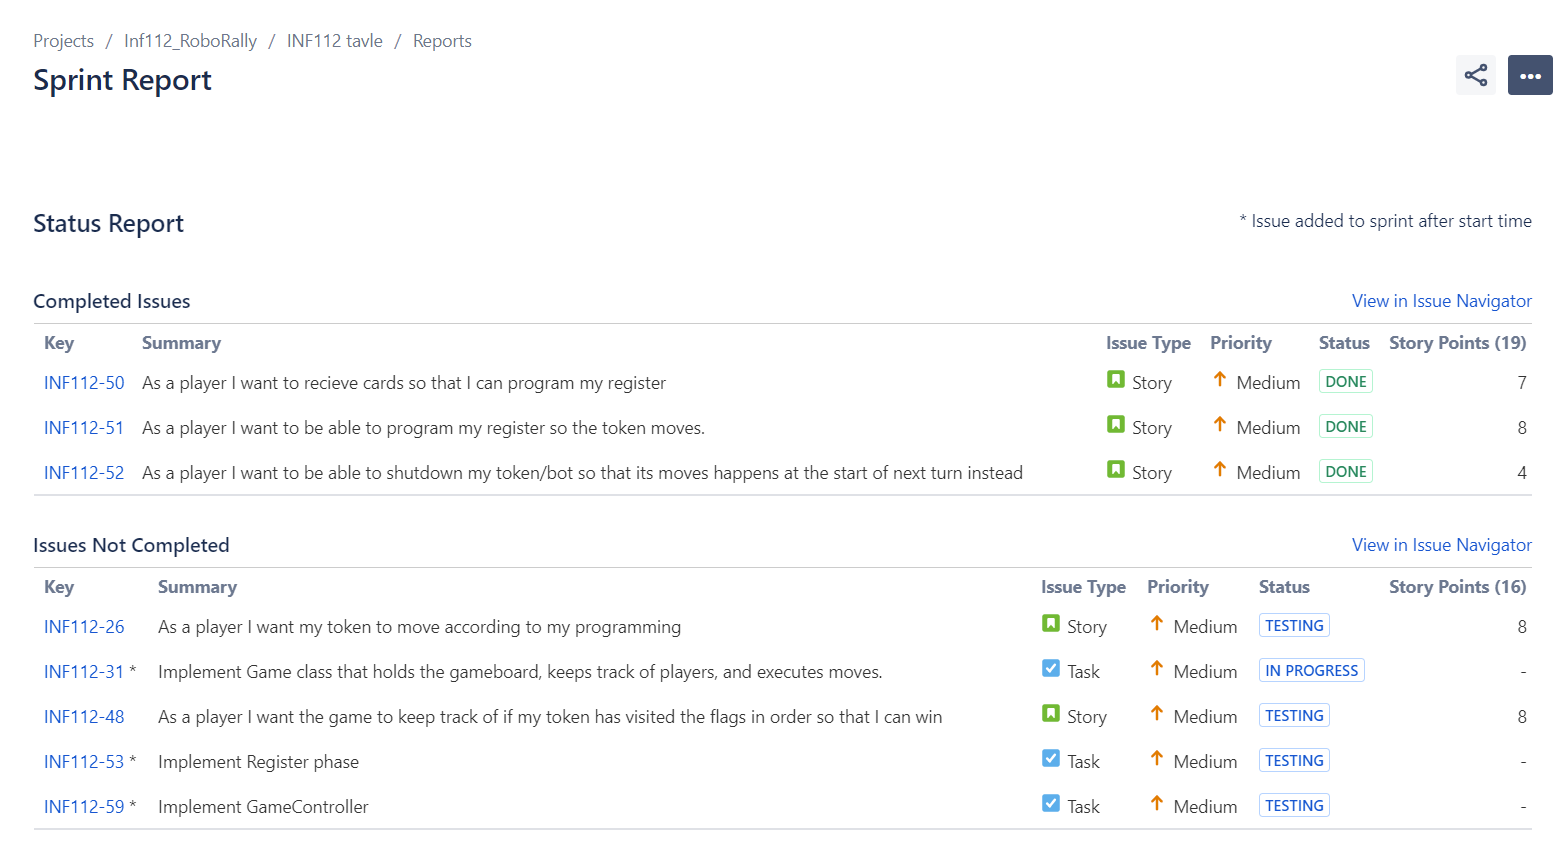 Projects / Inf112_RoboRally / INF112 tavle / Reports
Sprint Report
Status Report
* Issue added to sprint after start time
Completed Issues
View in Issue Navigator
Key Summary Issue Type Priority Status Story Points (19)
INF112-50 As a player I want to recieve cards so that I can program my register Story Medium DONE 7
INF112-51 As a player I want to be able to program my register so the token moves. Story Medium DONE 8
INF112-52 As a player I want to be able to shutdown my token/bot so that its moves happens at the start of next turn instead Story Medium DONE 4
Issues Not Completed
View in Issue Navigator
Key Summary Issue Type Priority Status Story Points (16)
INF112-26 As a player I want my token to move according to my programming Story Medium TESTING 8
INF112-31 * Implement Game class that holds the gameboard, keeps track of players, and executes moves. Task Medium IN PROGRESS -
INF112-48 As a player I want the game to keep track of if my token has visited the flags in order so that I can win Story Medium TESTING 8
INF112-53 * Implement Register phase Task Medium TESTING -
INF112-59 * Implement GameController Task Medium TESTING -